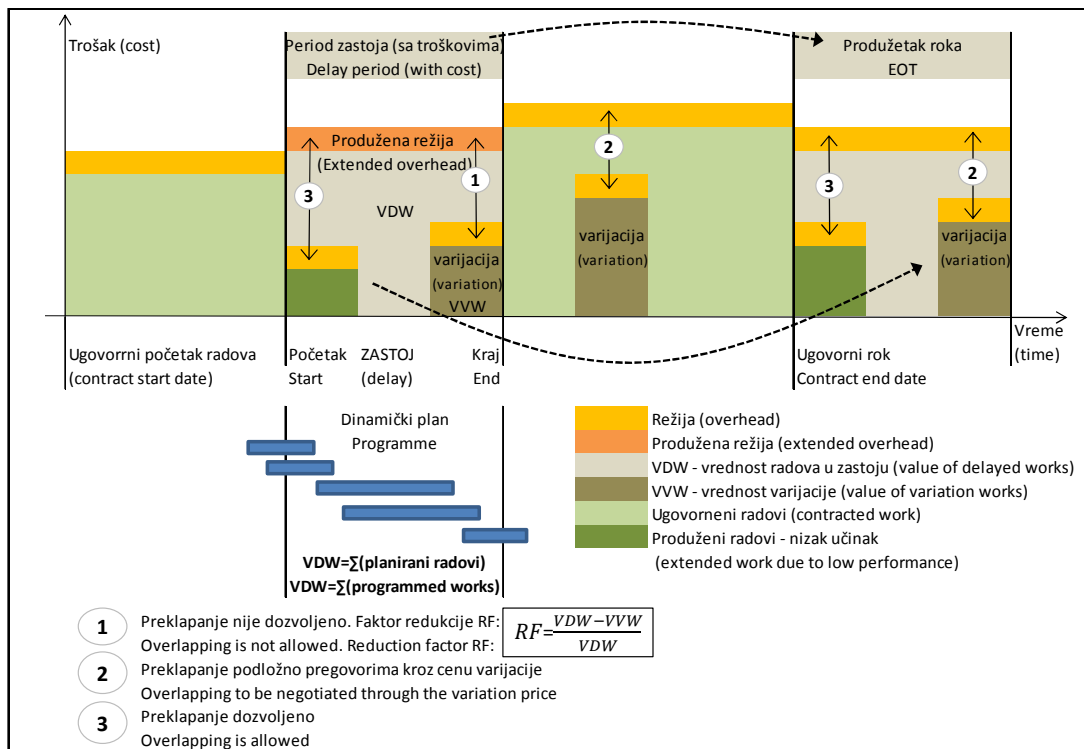 Trošak (cost)
Period zastoja (sa troškovima)
Delay period (with cost)
Produžetak roka
EOT
Produžena režija
(Extended overhead)
1
2
3
3
2
VDW
varijacija
(variation)
VVW
varijacija
(variation)
varijacija
(variation)
Vreme
(time)
Ugovorrni početak radova
(contract start date)
Početak
Start
ZASTOJ
(delay)
Kraj
End
Ugovorni rok
Contract end date
Dinamički plan
Programme
VDW=∑(planirani radovi)
VDW=∑(programmed works)
Režija (overhead)
Produžena režija (extended overhead)
VDW - vrednost radova u zastoju (value of delayed works)
VVW - vrednost varijacije (value of variation works)
Ugovorneni radovi (contracted work)
Produženi radovi - nizak učinak
(extended work due to low performance)
1
Preklapanje nije dozvoljeno. Faktor redukcije RF:
Overlapping is not allowed. Reduction factor RF:
RF=(VDW−VVW)/VDW
2
Preklapanje podložno pregovorima kroz cenu varijacije
Overlapping to be negotiated through the variation price
3
Preklapanje dozvoljeno
Overlapping is allowed